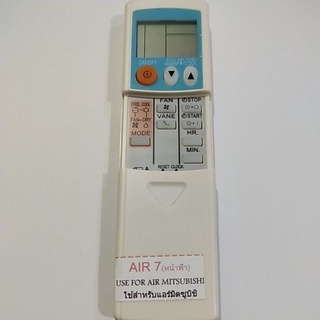 ON/OFF
FAN
STOP
VANE
START
MODE
HR.
MIN.
RESET CLOCK
AIR 7 (หน้าฟ้า)
USE FOR AIR MITSUBISHI
ใช้สำหรับแอร์มิตซูบิชิ